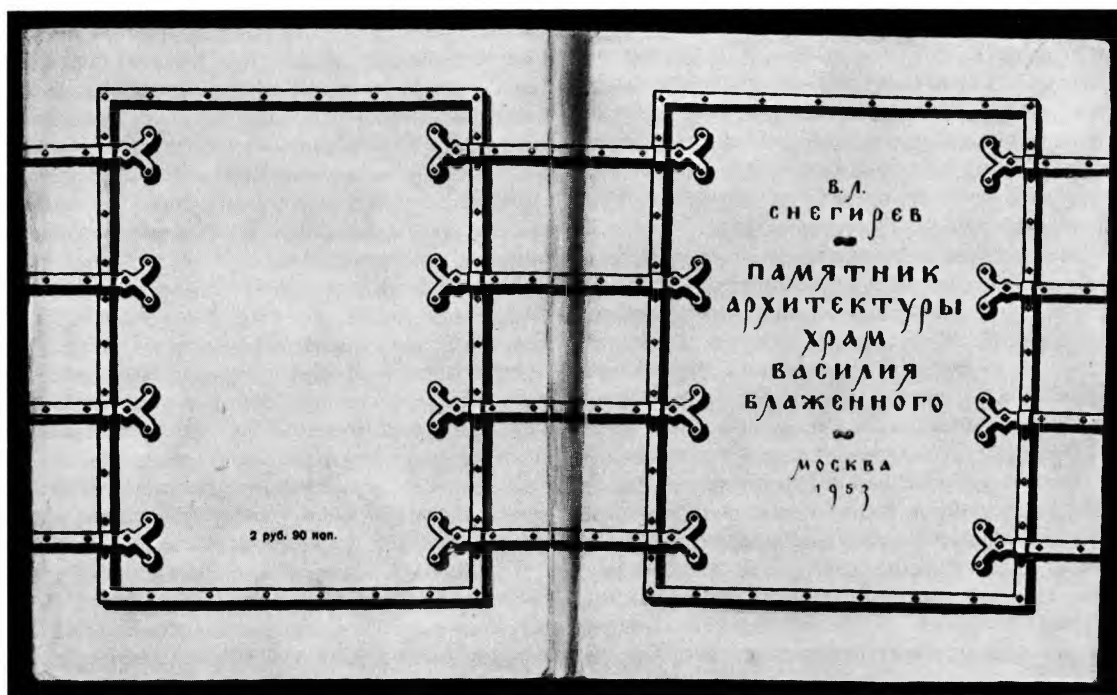 2 руб. 90 коп.
В. Л.
СНЕГИРЕВ
ПАМЯТНИК
АРХИТЕКТУРЫ
ХРАМ
ВАСИЛИЯ
БЛАЖЕННОГО
МОСКВА
1953